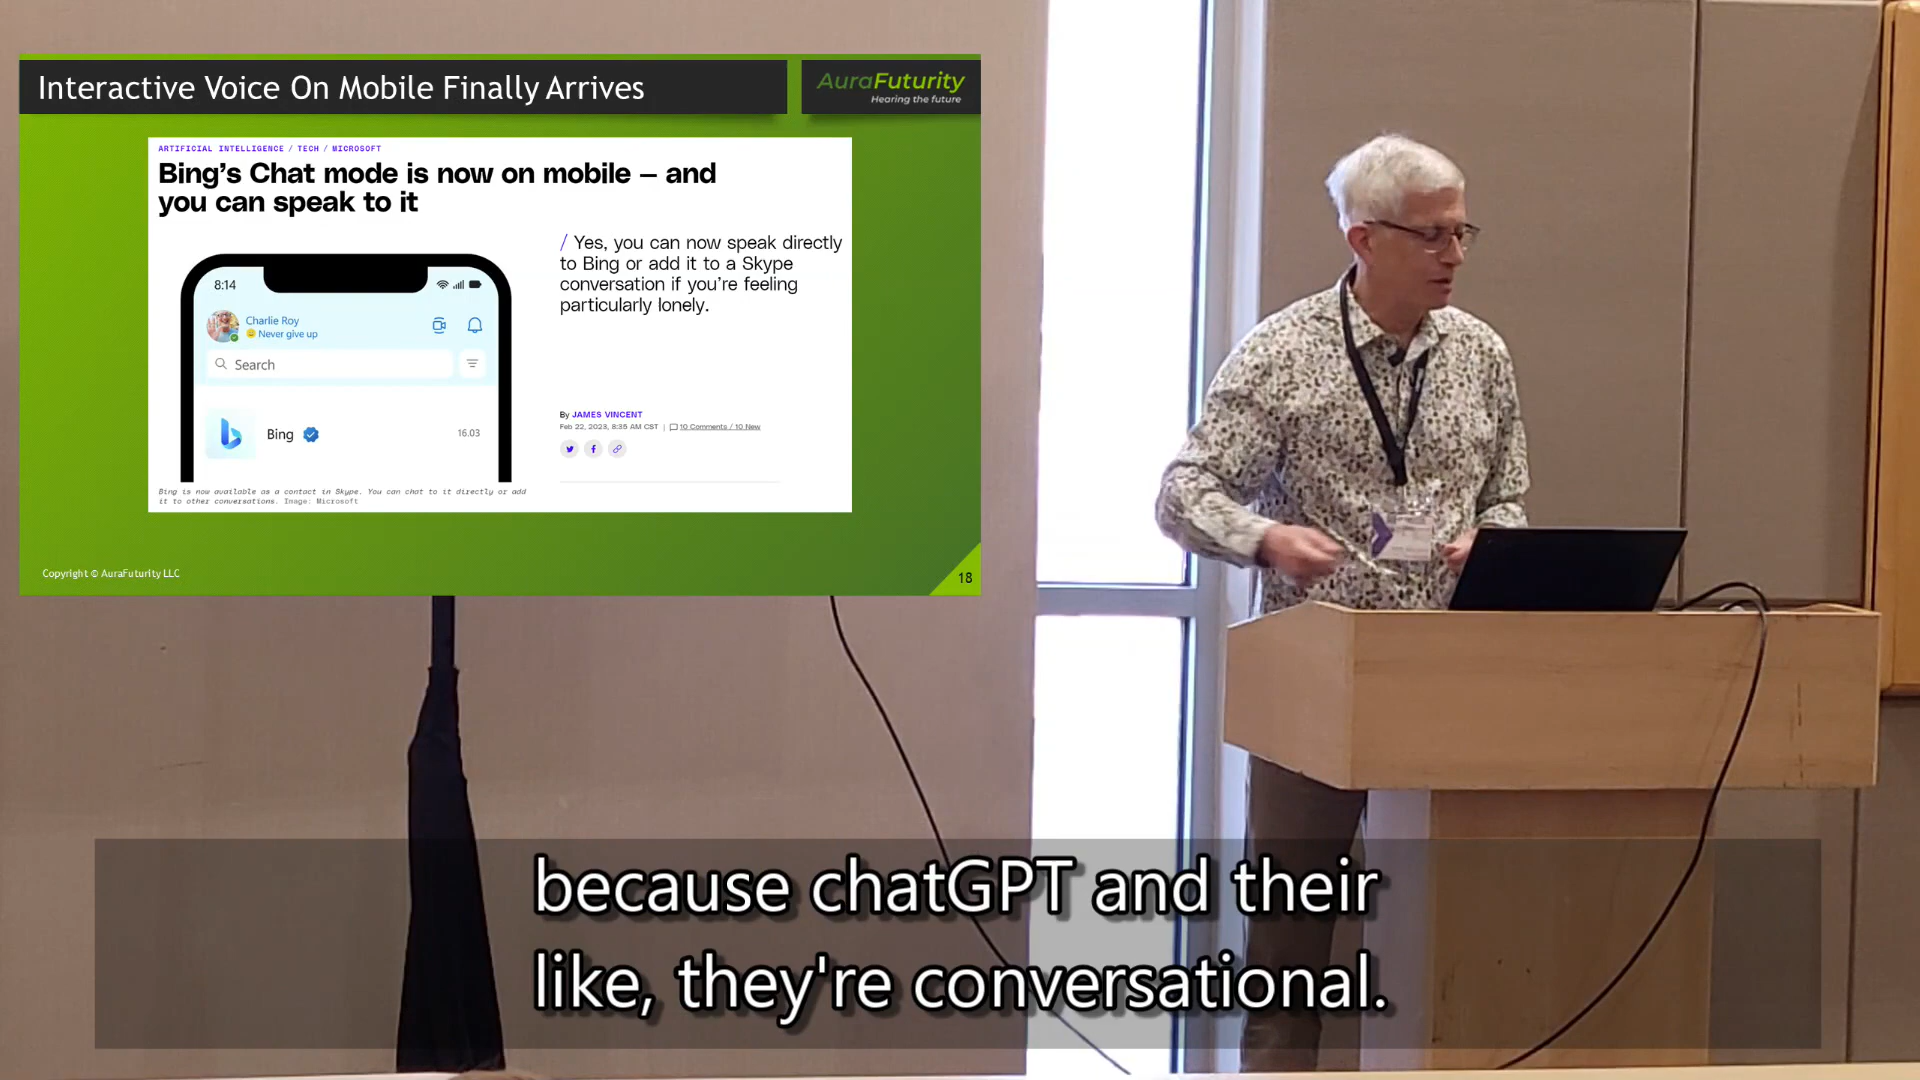 Interactive Voice On Mobile Finally Arrives
AuraFuturity
Hearing the future
ARTIFICIAL INTELLIGENCE / TECH / MICROSOFT
Bing's Chat mode is now on mobile — and
you can speak to it
/ Yes, you can now speak directly
to Bing or add it to a Skype
conversation if you're feeling
particularly lonely.
8:14
Charlie Roy
Never give up
Search
Bing
16.03
By JAMES VINCENT
Feb 22, 2023, 8:35 AM CST | 10 Comments / 10 New
Bing is now available as a contact in Skype. You can chat to it directly or add
it to other conversations. Image: Microsoft
Copyright © AuraFuturity LLC
18
because chatGPT and their
like, they're conversational.